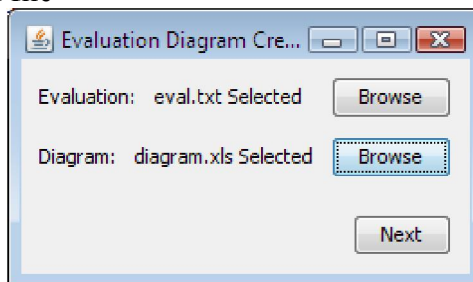 Evaluation Diagram Cre...
Evaluation: eval.txt Selected Browse
Diagram: diagram.xls Selected Browse
Next